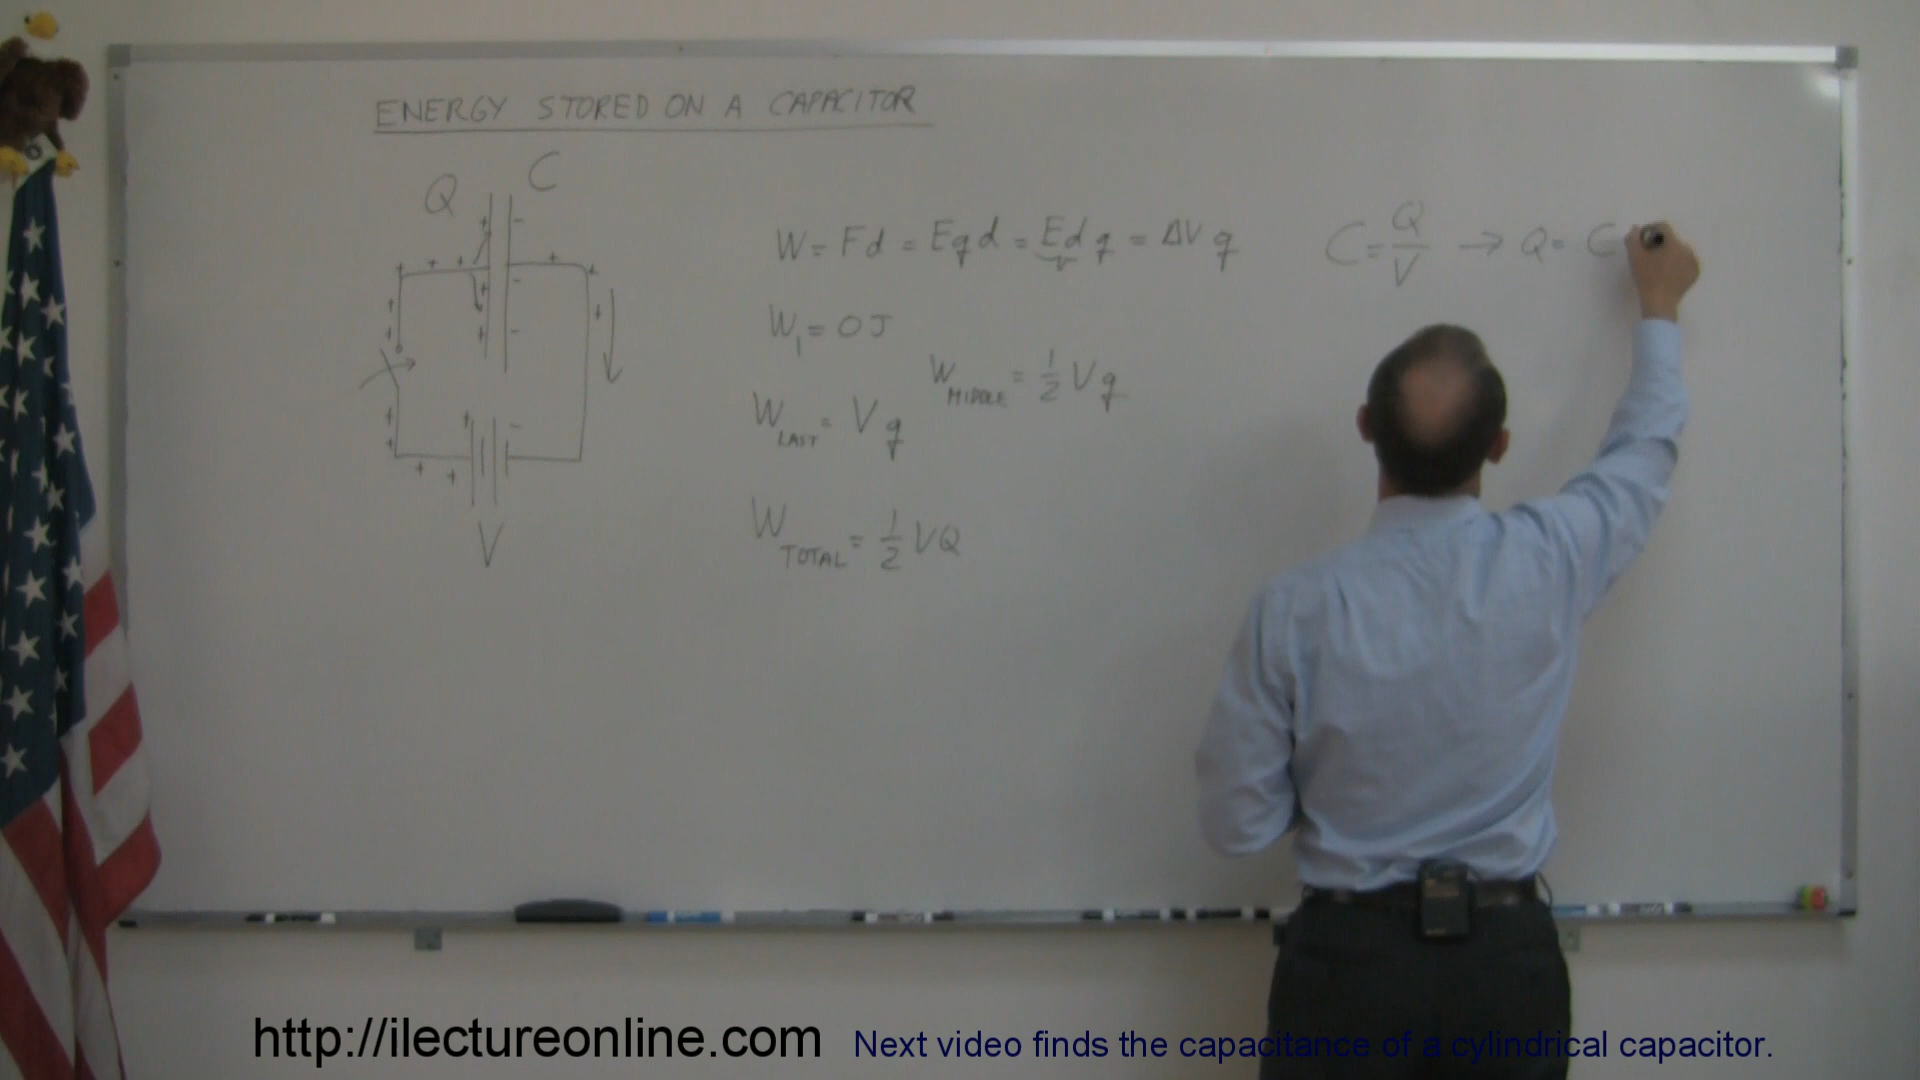 ENERGY STORED ON A CAPACITOR
Q C
W = Fd = Eqd = Ed q = ΔV q
V
C = Q/V → Q = C
W₁ = 0 J
W MIDDLE = 1/2 V q
W LAST = V q
W TOTAL = 1/2 VQ
V
http://ilectureonline.com Next video finds the capacitance of a cylindrical capacitor.